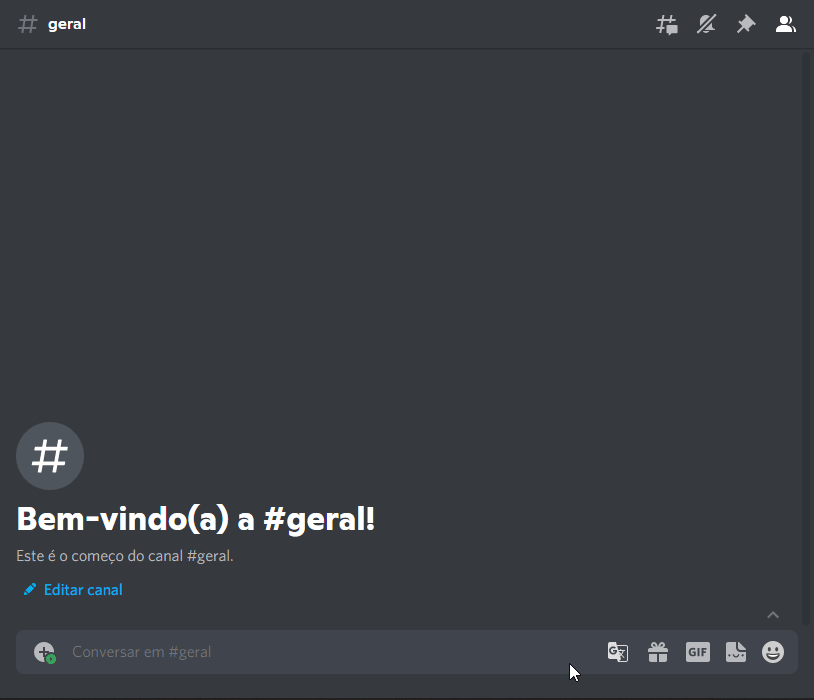 geral
Bem-vindo(a) a #geral!
Este é o começo do canal #geral.
Editar canal
Conversar em #geral
GIF